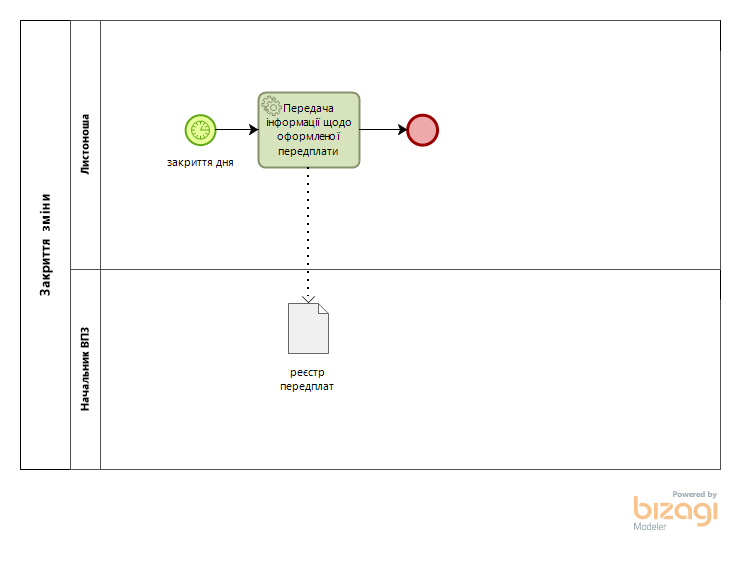 Закриття зміни
Листоноша
закриття дня
Передача
інформації щодо
оформленої
передплати
Начальник ВПЗ
реєстр
передплат
Powered by
bizagi
Modeler